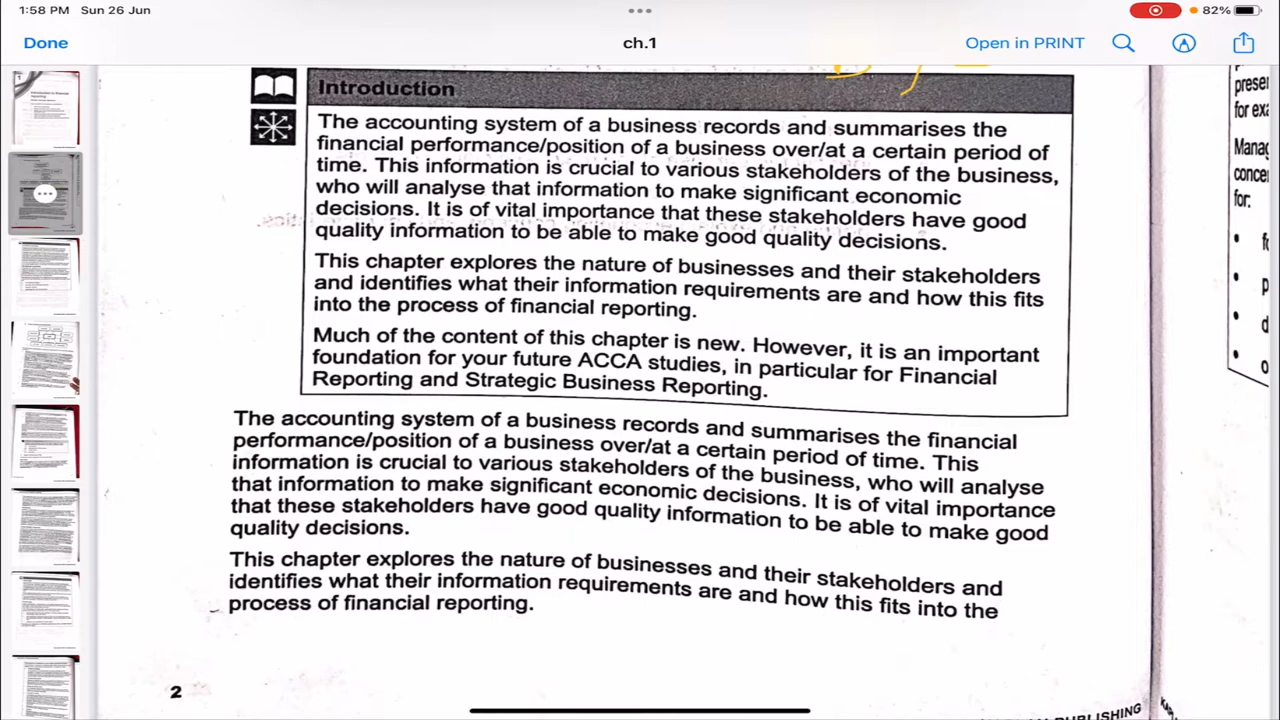 1:58 PM Sun 26 Jun
82%
Done
ch.1
Open in PRINT
Introduction
The accounting system of a business records and summarises the
financial performance/position of a business over/at a certain period of
time. This information is crucial to various stakeholders of the business,
who will analyse that information to make significant economic
decisions. It is of vital importance that these stakeholders have good
quality information to be able to make good quality decisions.
This chapter explores the nature of businesses and their stakeholders
and identifies what their information requirements are and how this fits
into the process of financial reporting.
Much of the content of this chapter is new. However, it is an important
foundation for your future ACCA studies, in particular for Financial
Reporting and Strategic Business Reporting.
The accounting system of a business records and summarises the financial
performance/position of a business over/at a certain period of time. This
information is crucial to various stakeholders of the business, who will analyse
that information to make significant economic decisions. It is of vital importance
that these stakeholders have good quality information to be able to make good
quality decisions.
This chapter explores the nature of businesses and their stakeholders and
identifies what their information requirements are and how this fits into the
process of financial reporting.
2
PUBLISHING
presen
for exa
Manag
conce
for: